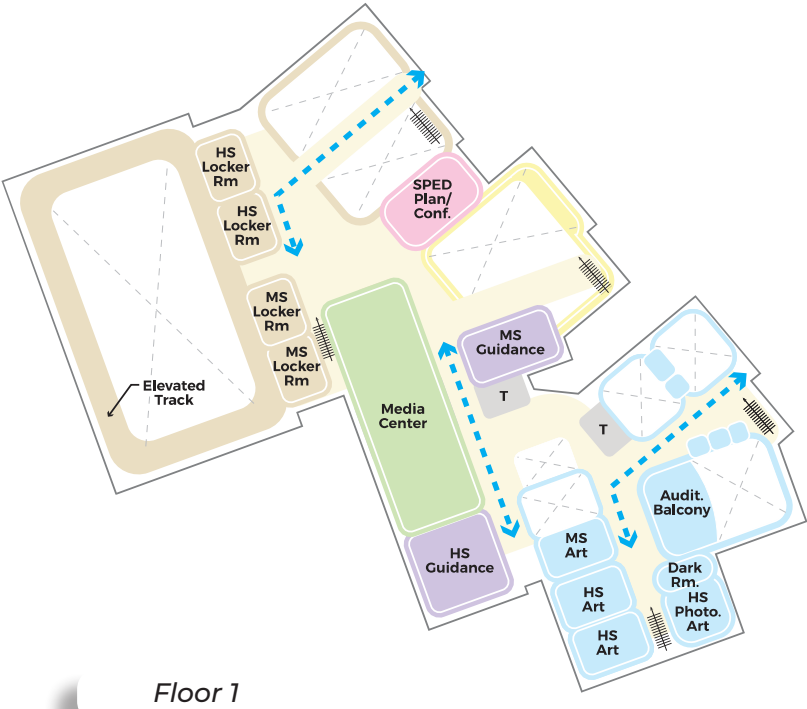 HS
Locker
Rm
HS
Locker
Rm
SPED
Plan/
Conf.
MS
Locker
Rm
MS
Locker
Rm
MS
Guidance
Elevated
Track
T
Media
Center
T
Audit.
Balcony
MS
Art
HS
Guidance
Dark
Rm.
HS
Art
HS
Photo.
Art
HS
Art
Floor 1